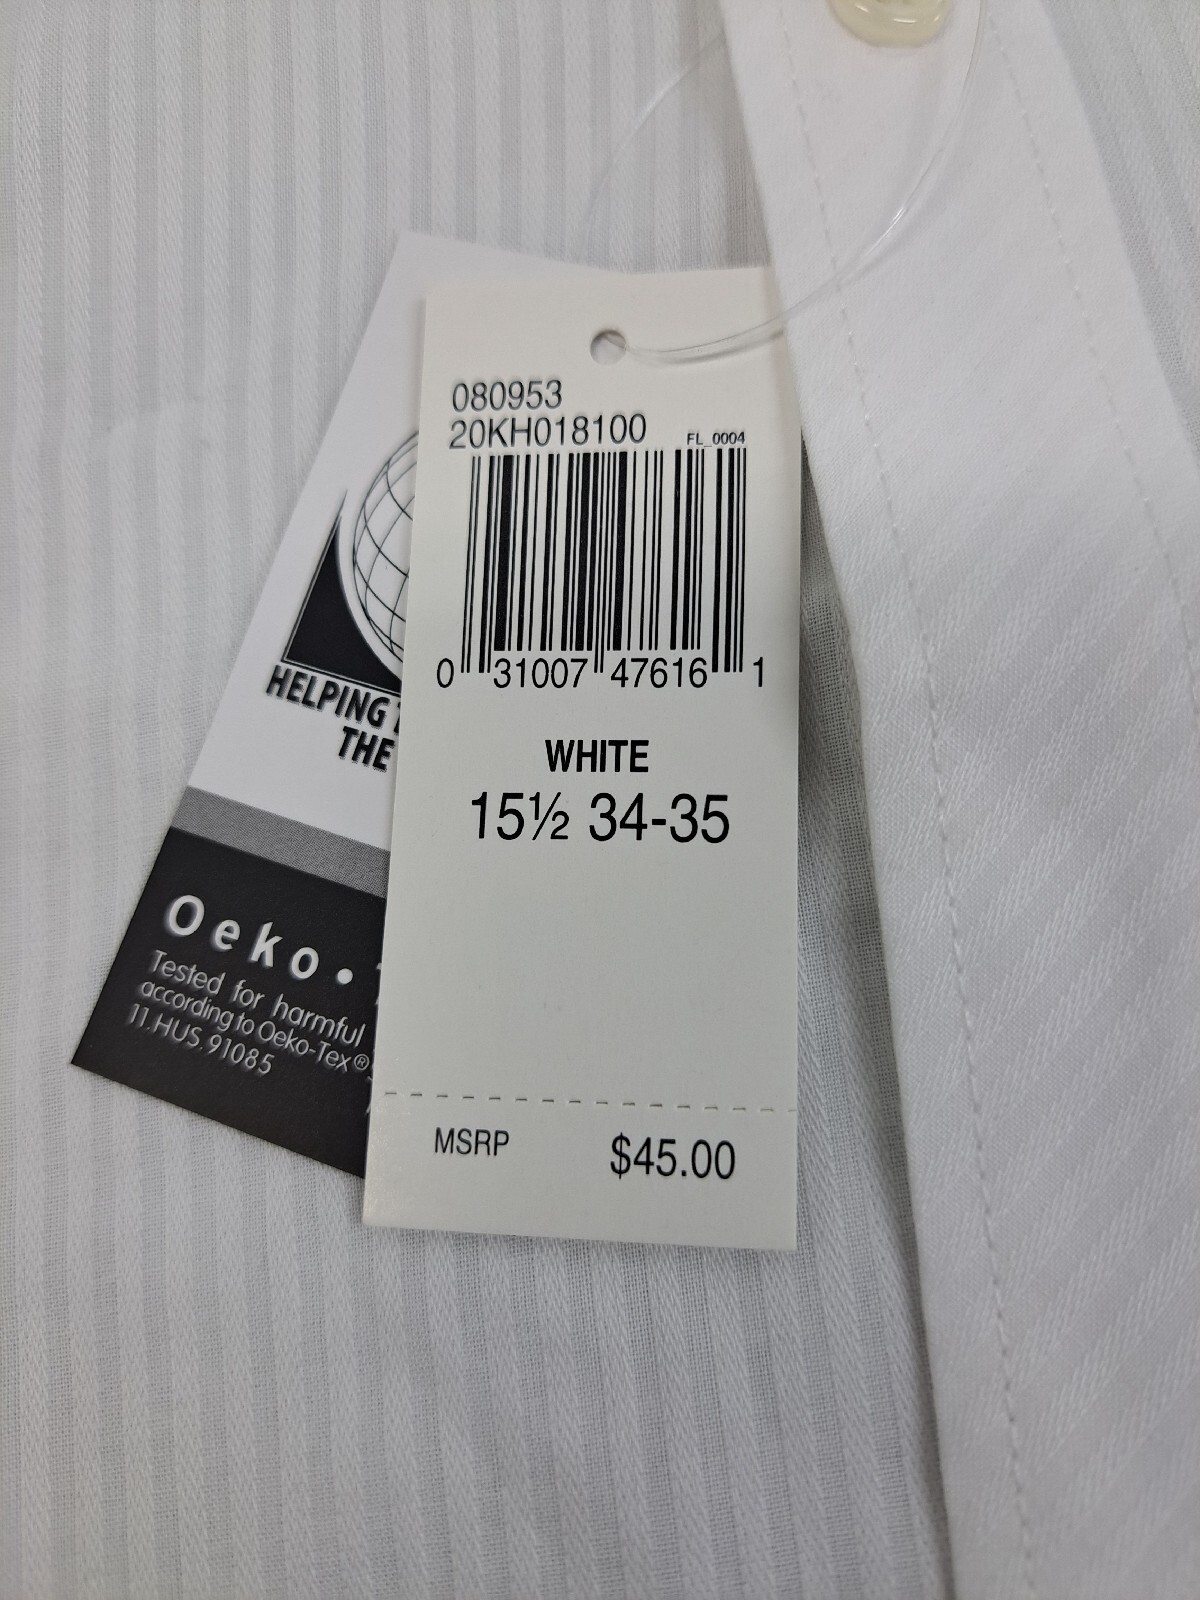 080953
20KH018100
FL_0004
0 31007 47616 1
WHITE
15½ 34-35
MSRP $45.00
HELPING
THE
Oeko•
Tested for harmful
according to Oeko-Tex®
11.HUS.91085